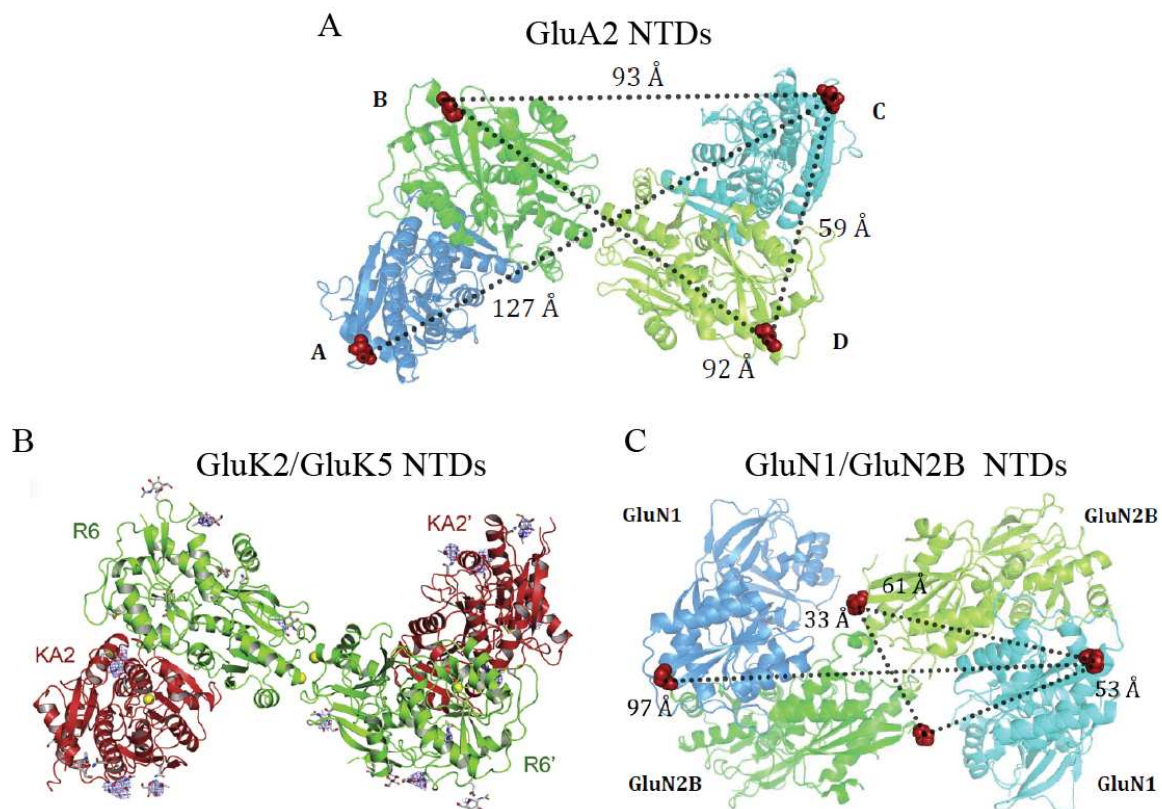 A
GluA2 NTDs
93 Å
B
C
59 Å
127 Å
A
D
92 Å
B
GluK2/GluK5 NTDs
R6
KA2'
KA2
R6'
C
GluN1/GluN2B NTDs
GluN1
GluN2B
61 Å
33 Å
97 Å
53 Å
GluN2B
GluN1